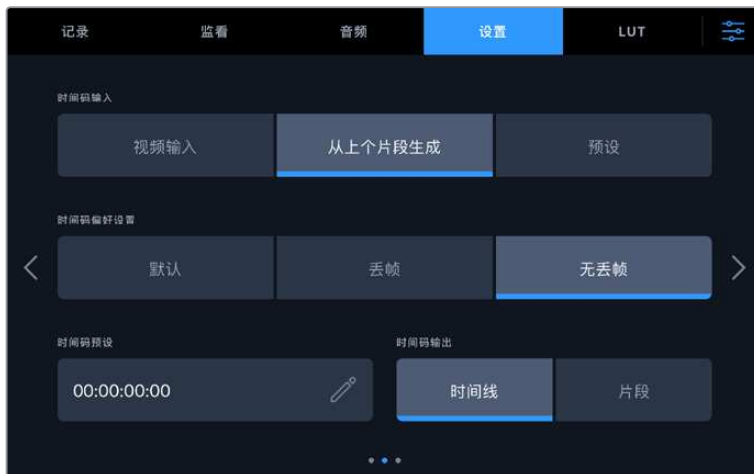 记录 监看 音频 设置 LUT
时间码输入
视频输入 从上个片段生成 预设
时间码偏好设置
默认 丢帧 无丢帧
时间码预设 时间码输出
00:00:00:00 时间线 片段